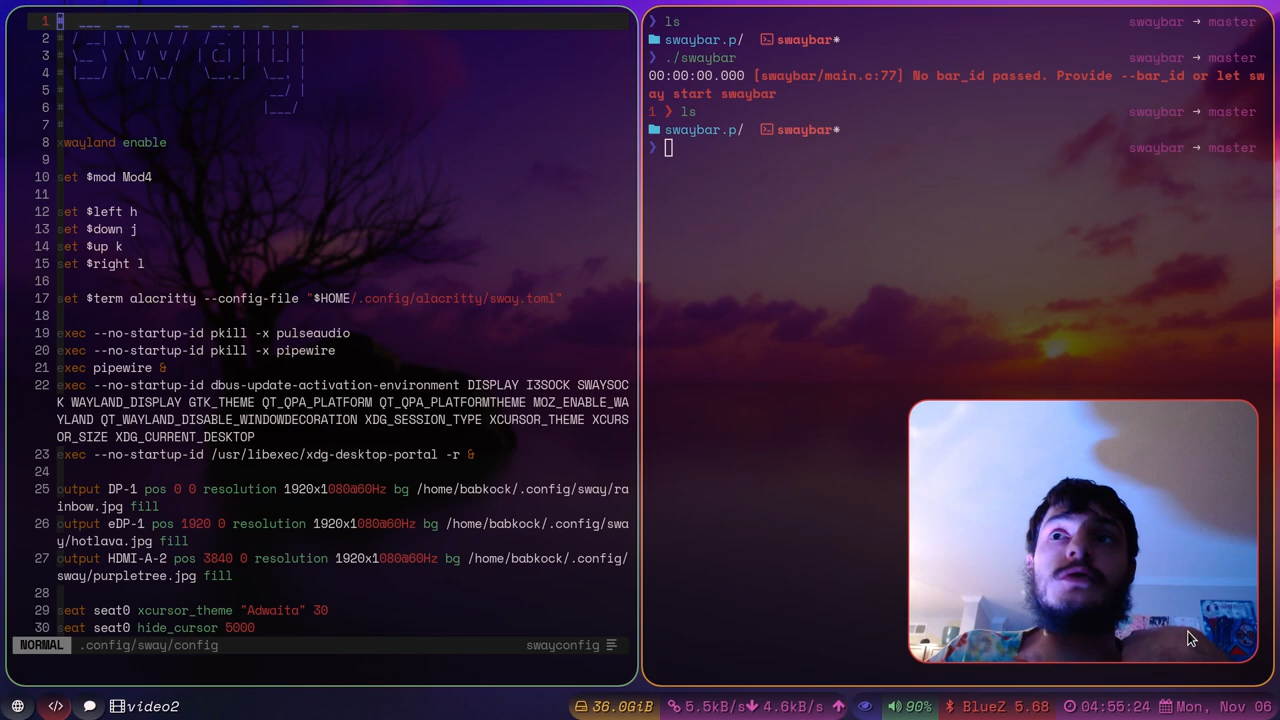 1 #
2 #
3 #
4 #
5 #
6 #
7 #
8 xwayland enable
9
10 set $mod Mod4
11
12 set $left h
13 set $down j
14 set $up k
15 set $right l
16
17 set $term alacritty --config-file "$HOME/.config/alacritty/sway.toml"
18
19 exec --no-startup-id pkill -x pulseaudio
20 exec --no-startup-id pkill -x pipewire
21 exec pipewire &
22 exec --no-startup-id dbus-update-activation-environment DISPLAY I3SOCK SWAYSOC
K WAYLAND_DISPLAY GTK_THEME QT_QPA_PLATFORM QT_QPA_PLATFORMTHEME MOZ_ENABLE_WA
YLAND QT_WAYLAND_DISABLE_WINDOWDECORATION XDG_SESSION_TYPE XCURSOR_THEME XCURS
OR_SIZE XDG_CURRENT_DESKTOP
23 exec --no-startup-id /usr/libexec/xdg-desktop-portal -r &
24
25 output DP-1 pos 0 0 resolution 1920x1080@60Hz bg /home/babkock/.config/sway/ra
inbow.jpg fill
26 output eDP-1 pos 1920 0 resolution 1920x1080@60Hz bg /home/babkock/.config/swa
y/hotlava.jpg fill
27 output HDMI-A-2 pos 3840 0 resolution 1920x1080@60Hz bg /home/babkock/.config/
sway/purpletree.jpg fill
28
29 seat seat0 xcursor_theme "Adwaita" 30
30 seat seat0 hide_cursor 5000
NORMAL .config/sway/config swayconfig
❯ ls swaybar → master
swaybar.p/ swaybar*
❯ ./swaybar
00:00:00.000 [swaybar/main.c:77] No bar_id passed. Provide --bar_id or let sw
ay start swaybar
1 ❯ ls swaybar → master
swaybar.p/ swaybar*
❯ swaybar → master
</> video2 36.0GiB 5.5kB/s 4.6kB/s 90% BlueZ 5.68 04:55:24 Mon, Nov 06